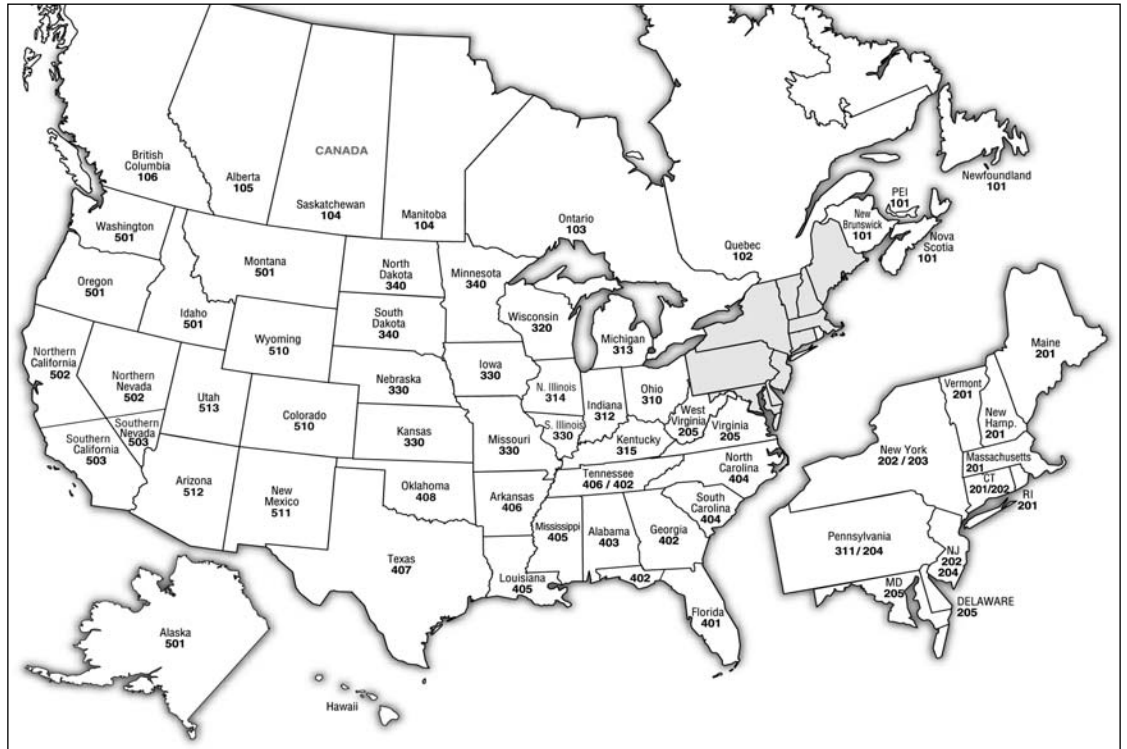 CANADA
British
Columbia
106
Alberta
105
Saskatchewan
104
Manitoba
104
Ontario
103
Quebec
102
Newfoundland
101
PEI
101
New
Brunswick
101
Nova
Scotia
101
Washington
501
Oregon
501
Idaho
501
Montana
501
Wyoming
510
North
Dakota
340
South
Dakota
340
Minnesota
340
Wisconsin
320
Michigan
313
Nebraska
330
Iowa
330
Northern
California
502
Northern
Nevada
502
Utah
513
Colorado
510
Kansas
330
Missouri
330
N. Illinois
314
S. Illinois
330
Indiana
312
Ohio
310
Kentucky
315
West
Virginia
205
Virginia
205
Southern
California
503
Southern
Nevada
503
Arizona
512
New
Mexico
511
Oklahoma
408
Texas
407
Arkansas
406
Louisiana
405
Tennessee
406 / 402
North
Carolina
404
South
Carolina
404
Mississippi
405
Alabama
403
Georgia
402
402
Florida
401
Alaska
501
Hawaii
Maine
201
Vermont
201
New
Hamp.
201
New York
202 / 203
Massachusetts
201
CT
201/202
RI
201
Pennsylvania
311 / 204
NJ
202
204
MD
205
DELAWARE
205